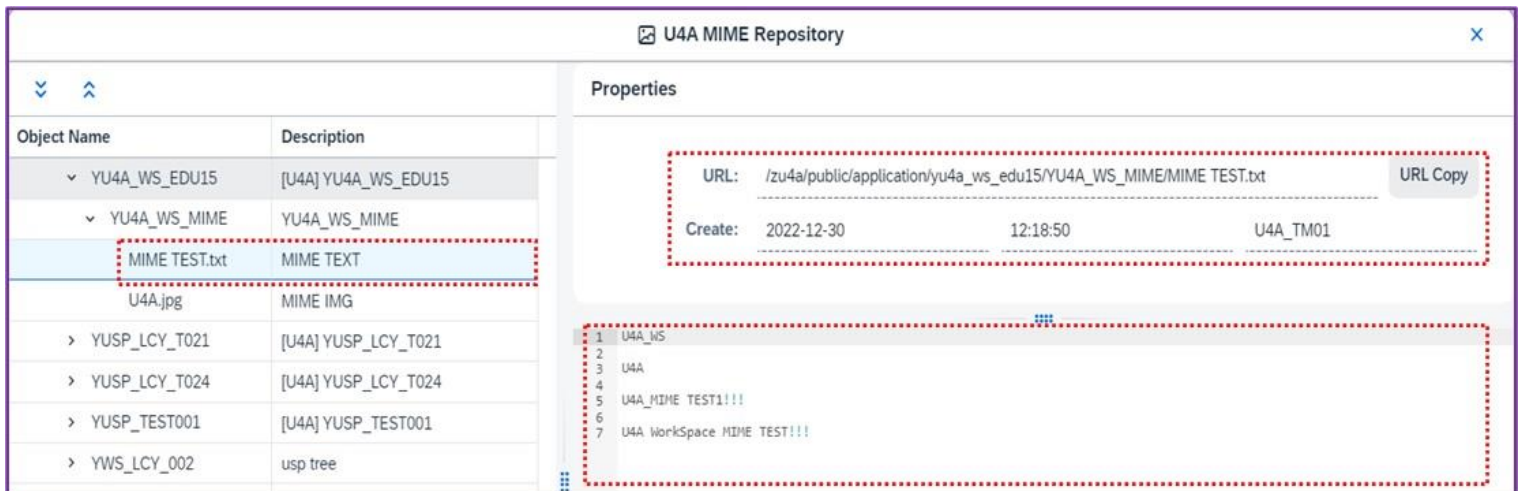 U4A MIME Repository
Properties
Object Name Description
YU4A_WS_EDU15 [U4A] YU4A_WS_EDU15
YU4A_WS_MIME YU4A_WS_MIME
MIME TEST.txt MIME TEXT
U4A.jpg MIME IMG
YUSP_LCY_T021 [U4A] YUSP_LCY_T021
YUSP_LCY_T024 [U4A] YUSP_LCY_T024
YUSP_TEST001 [U4A] YUSP_TEST001
YWS_LCY_002 usp tree
URL: /zu4a/public/application/yu4a_ws_edu15/YU4A_WS_MIME/MIME TEST.txt URL Copy
Create: 2022-12-30 12:18:50 U4A_TM01
1 U4A_WS
2
3 U4A
4
5 U4A_MIME TEST1!!!
6
7 U4A WorkSpace MIME TEST!!!